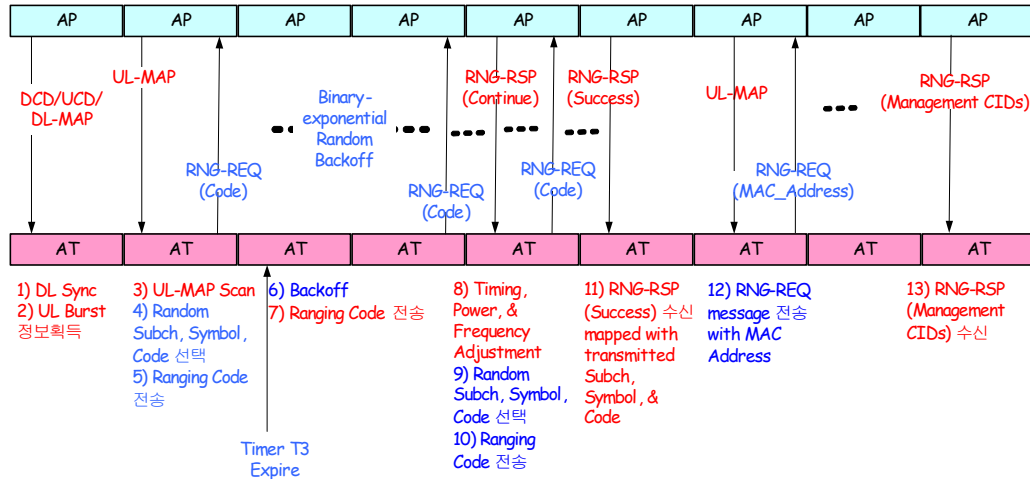 AP AP AP AP AP AP AP AP AP
DCD/UCD/
DL-MAP
UL-MAP
RNG-REQ
(Code)
Binary-
exponential
Random
Backoff
RNG-REQ
(Code)
RNG-RSP
(Continue)
RNG-REQ
(Code)
RNG-RSP
(Success)
UL-MAP
RNG-REQ
(MAC_Address)
RNG-RSP
(Management CIDs)
AT AT AT AT AT AT AT AT AT
1) DL Sync
2) UL Burst
정보획득
3) UL-MAP Scan
4) Random
Subch, Symbol,
Code 선택
5) Ranging Code
전송
6) Backoff
7) Ranging Code 전송
Timer T3
Expire
8) Timing,
Power, &
Frequency
Adjustment
9) Random
Subch, Symbol,
Code 선택
10) Ranging
Code 전송
11) RNG-RSP
(Success) 수신
mapped with
transmitted
Subch,
Symbol, &
Code
12) RNG-REQ
message 전송
with MAC
Address
13) RNG-RSP
(Management
CIDs) 수신